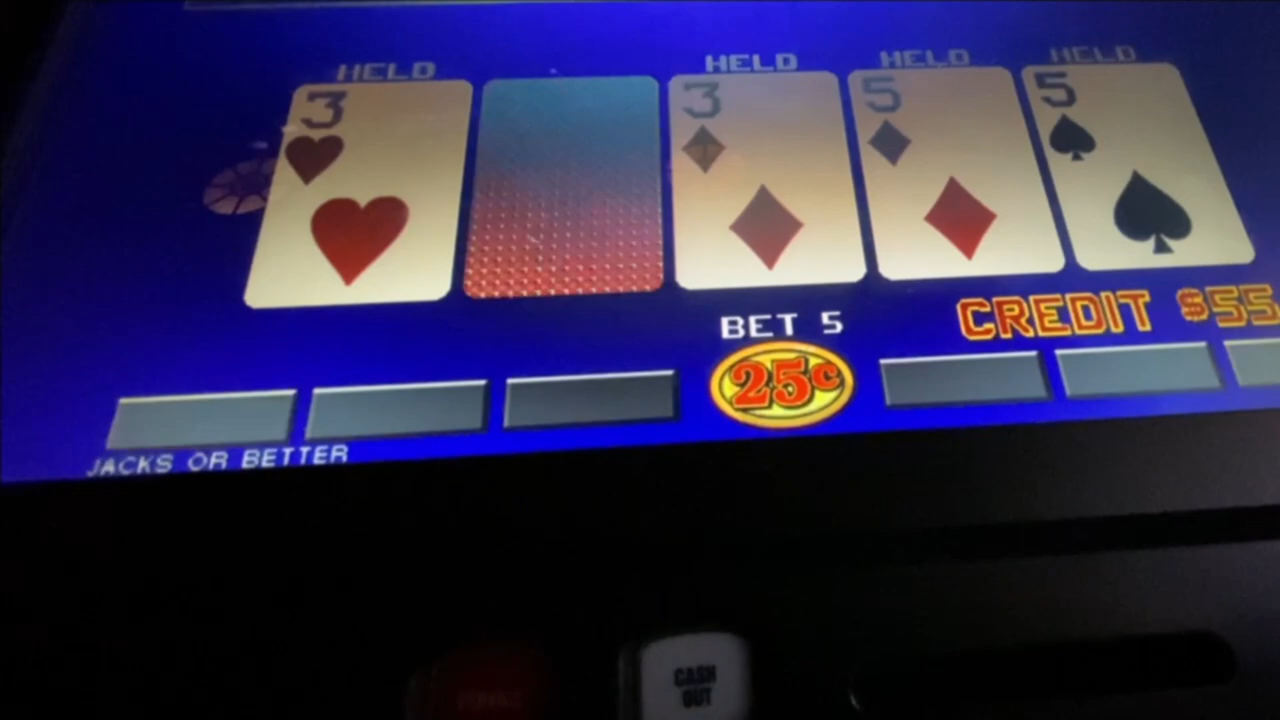 HELD HELD HELD HELD
3 3 5 5
BET 5
CREDIT $55
25¢
JACKS OR BETTER
CASH
OUT